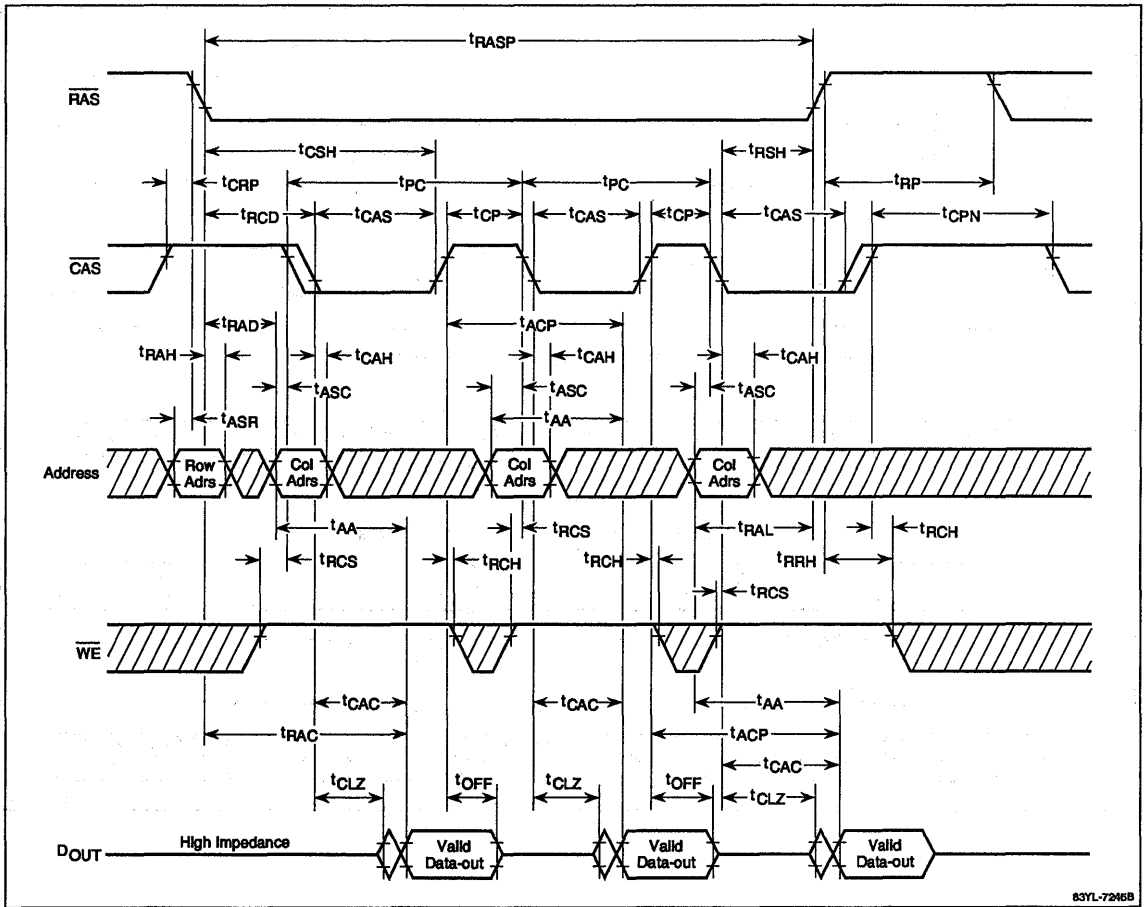 tRASP
RAS
tCSH
tRSH
tCRP
tPC
tPC
tRP
tRCD
tCAS
tCP
tCAS
tCP
tCAS
tCPN
CAS
tRAD
tACP
tRAH
tCAH
tCAH
tCAH
tASC
tASC
tASC
tASR
tAA
Address
Row Adrs
Col Adrs
Col Adrs
Col Adrs
tAA
tRCS
tRAL
tRCH
tRCS
tRCH
tRCH
tRRH
tRCS
WE
tCAC
tCAC
tAA
tRAC
tACP
tCAC
tCLZ
tOFF
tCLZ
tOFF
tCLZ
DOUT
High Impedance
Valid Data-out
Valid Data-out
Valid Data-out
83YL-7245B